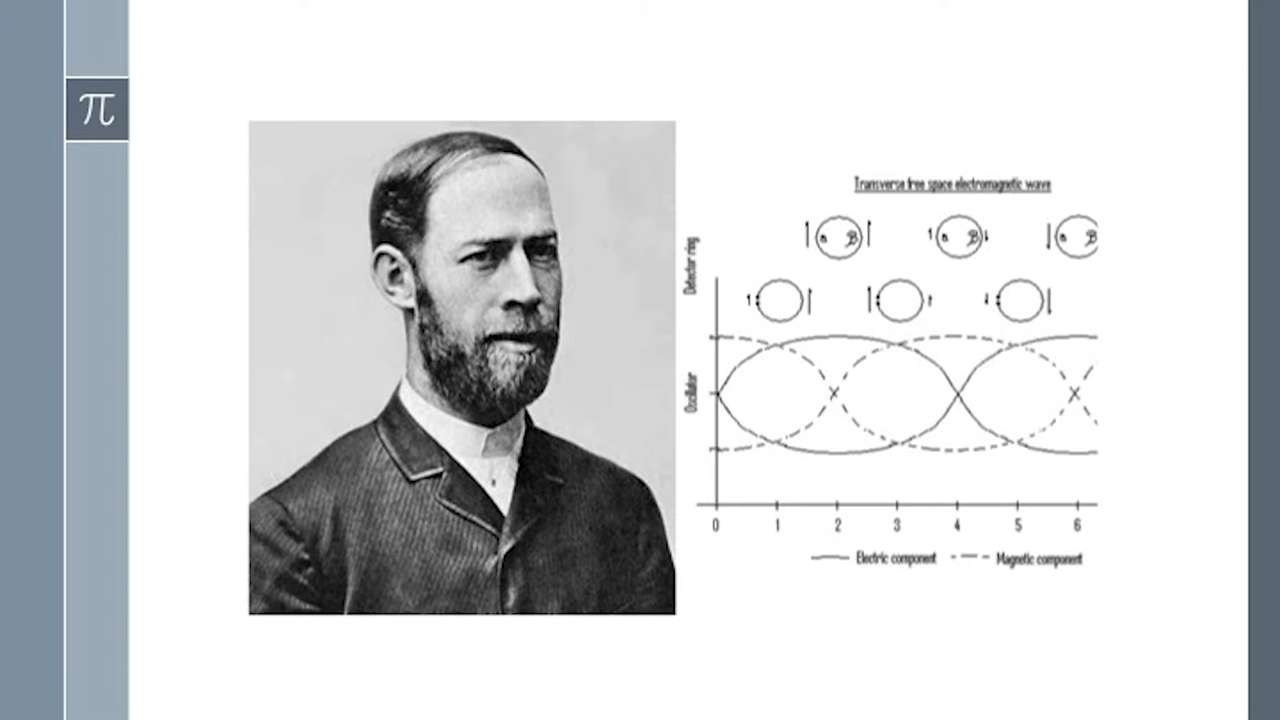 π
Transverse free space electromagnetic wave
Detector ring
Oscillator
0 1 2 3 4 5 6
Electric component Magnetic component